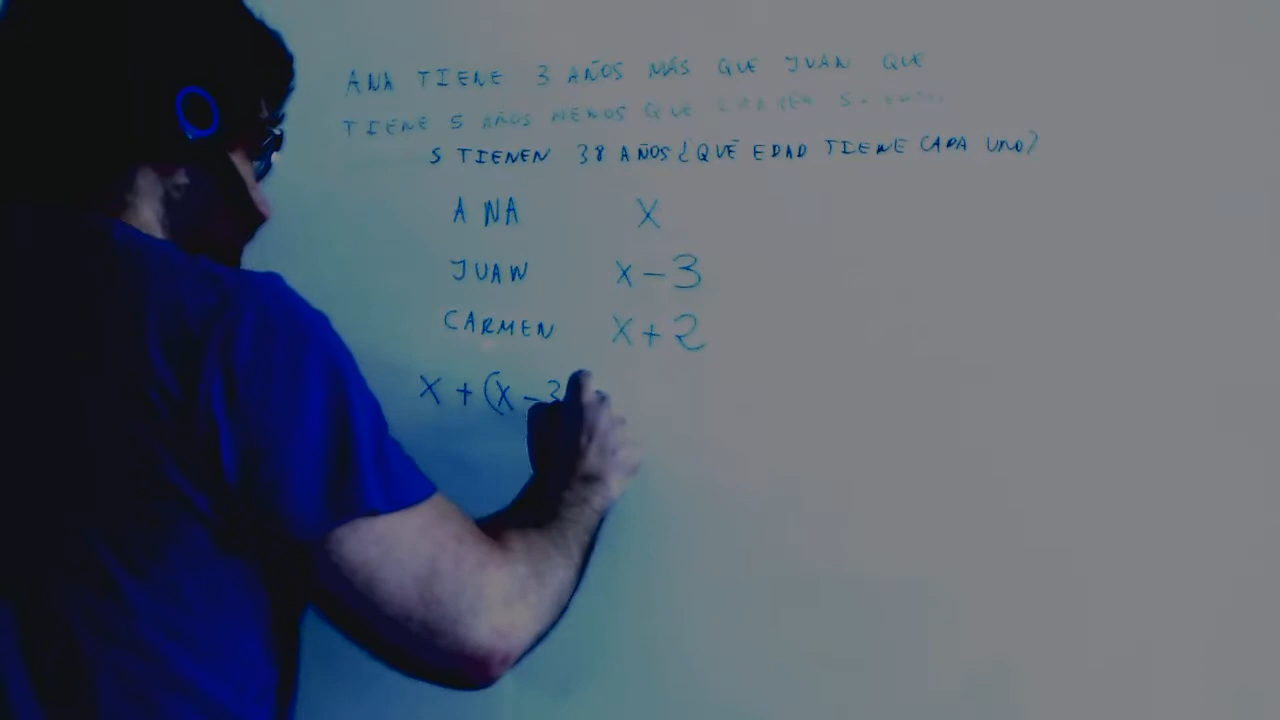 ANA TIENE 3 AÑOS MÁS QUE JUAN QUE
TIENE 5 AÑOS MENOS QUE
S TIENEN 38 AÑOS ¿QUÉ EDAD TIENE CADA UNO?
ANA X
JUAN X-3
CARMEN X+2
X+(X-3